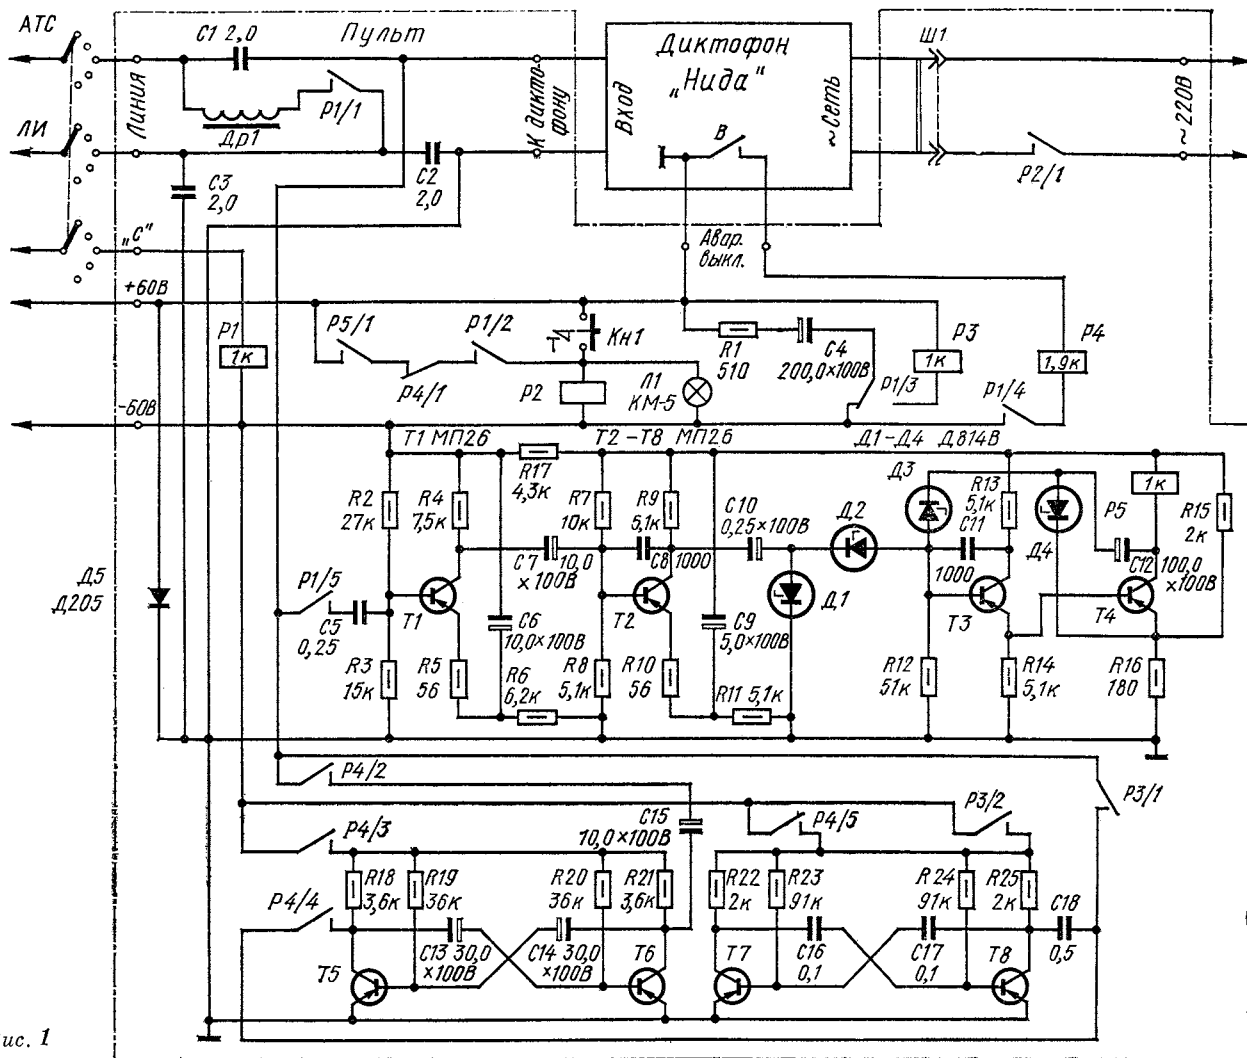 АТС
С1 2,0
Пульт
Диктофон
„Нида"
Ш1
Линия
Р1/1
К дикто-
фону
Вход
~Сеть
~220В
ЛИ
Др1
В
С3
2,0
С2
2,0
Р2/1
„С"
Авар.
выкл.
+60В
Р1
1к
Р5/1
Р4/1
Р1/2
Кн1
Р2
Л1
КМ-5
R1
510
С4
200,0×100В
Р1/3
Р3
1к
Р4
1,9к
Р1/4
-60В
Т1 МП26
Т2-Т8 МП26
Д1-Д4 Д814В
R2
27к
R4
7,5к
R17
4,3к
R7
10к
R9
5,1к
С10
0,25×100В
Д2
Д3
R13
5,1к
С11
1000
Д4
Р5
1к
R15
2к
С12
100,0
×100В
С7
10,0
×100В
С8 1000
Д5
Д205
Р1/5
С5
0,25
Т1
С6
10,0×100В
Т2
С9
5,0×100В
Д1
Т3
Т4
R3
15к
R5
56
R6
6,2к
R8
5,1к
R10
56
R11 5,1к
R12
51к
R14
5,1к
R16
180
Р4/2
С15
10,0×100В
Р4/3
Р4/5
Р3/2
Р3/1
R18
3,6к
R19
36к
R20
36к
R21
3,6к
R22
2к
R23
91к
R24
91к
R25
2к
С18
0,5
Р4/4
С13 30,0
×100В
С14 30,0
×100В
С16
0,1
С17
0,1
Т5
Т6
Т7
Т8
ис. 1